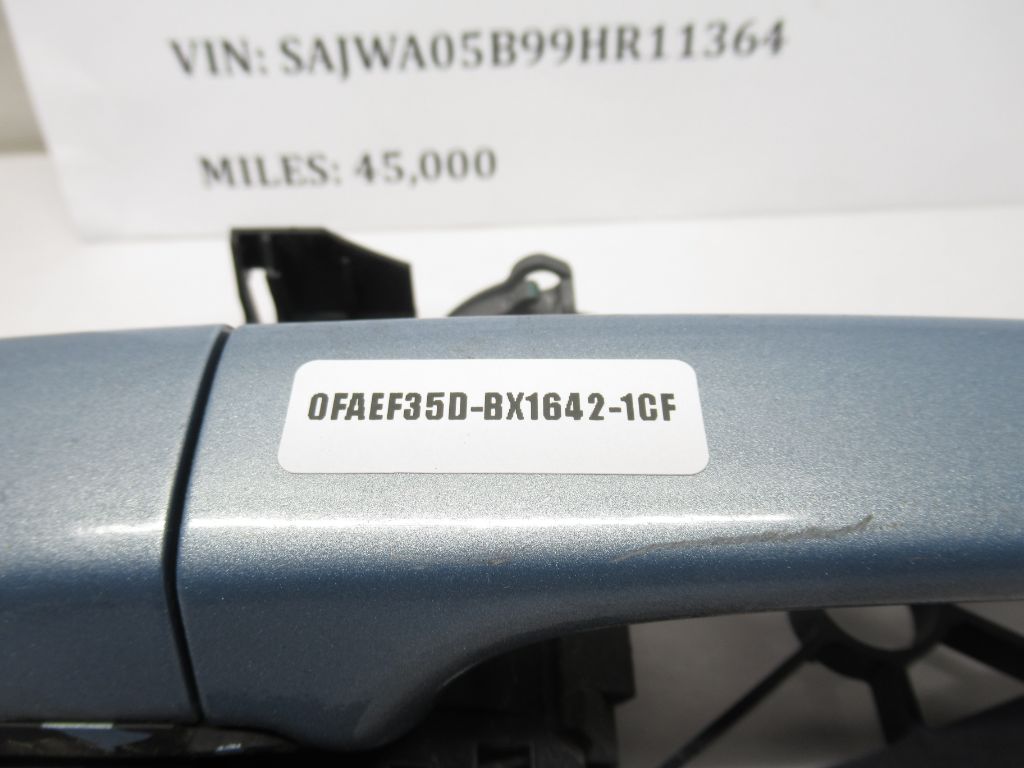 VIN: SAJWA05B99HR11364
MILES: 45,000
0FAEF35D-BX1642-1CF